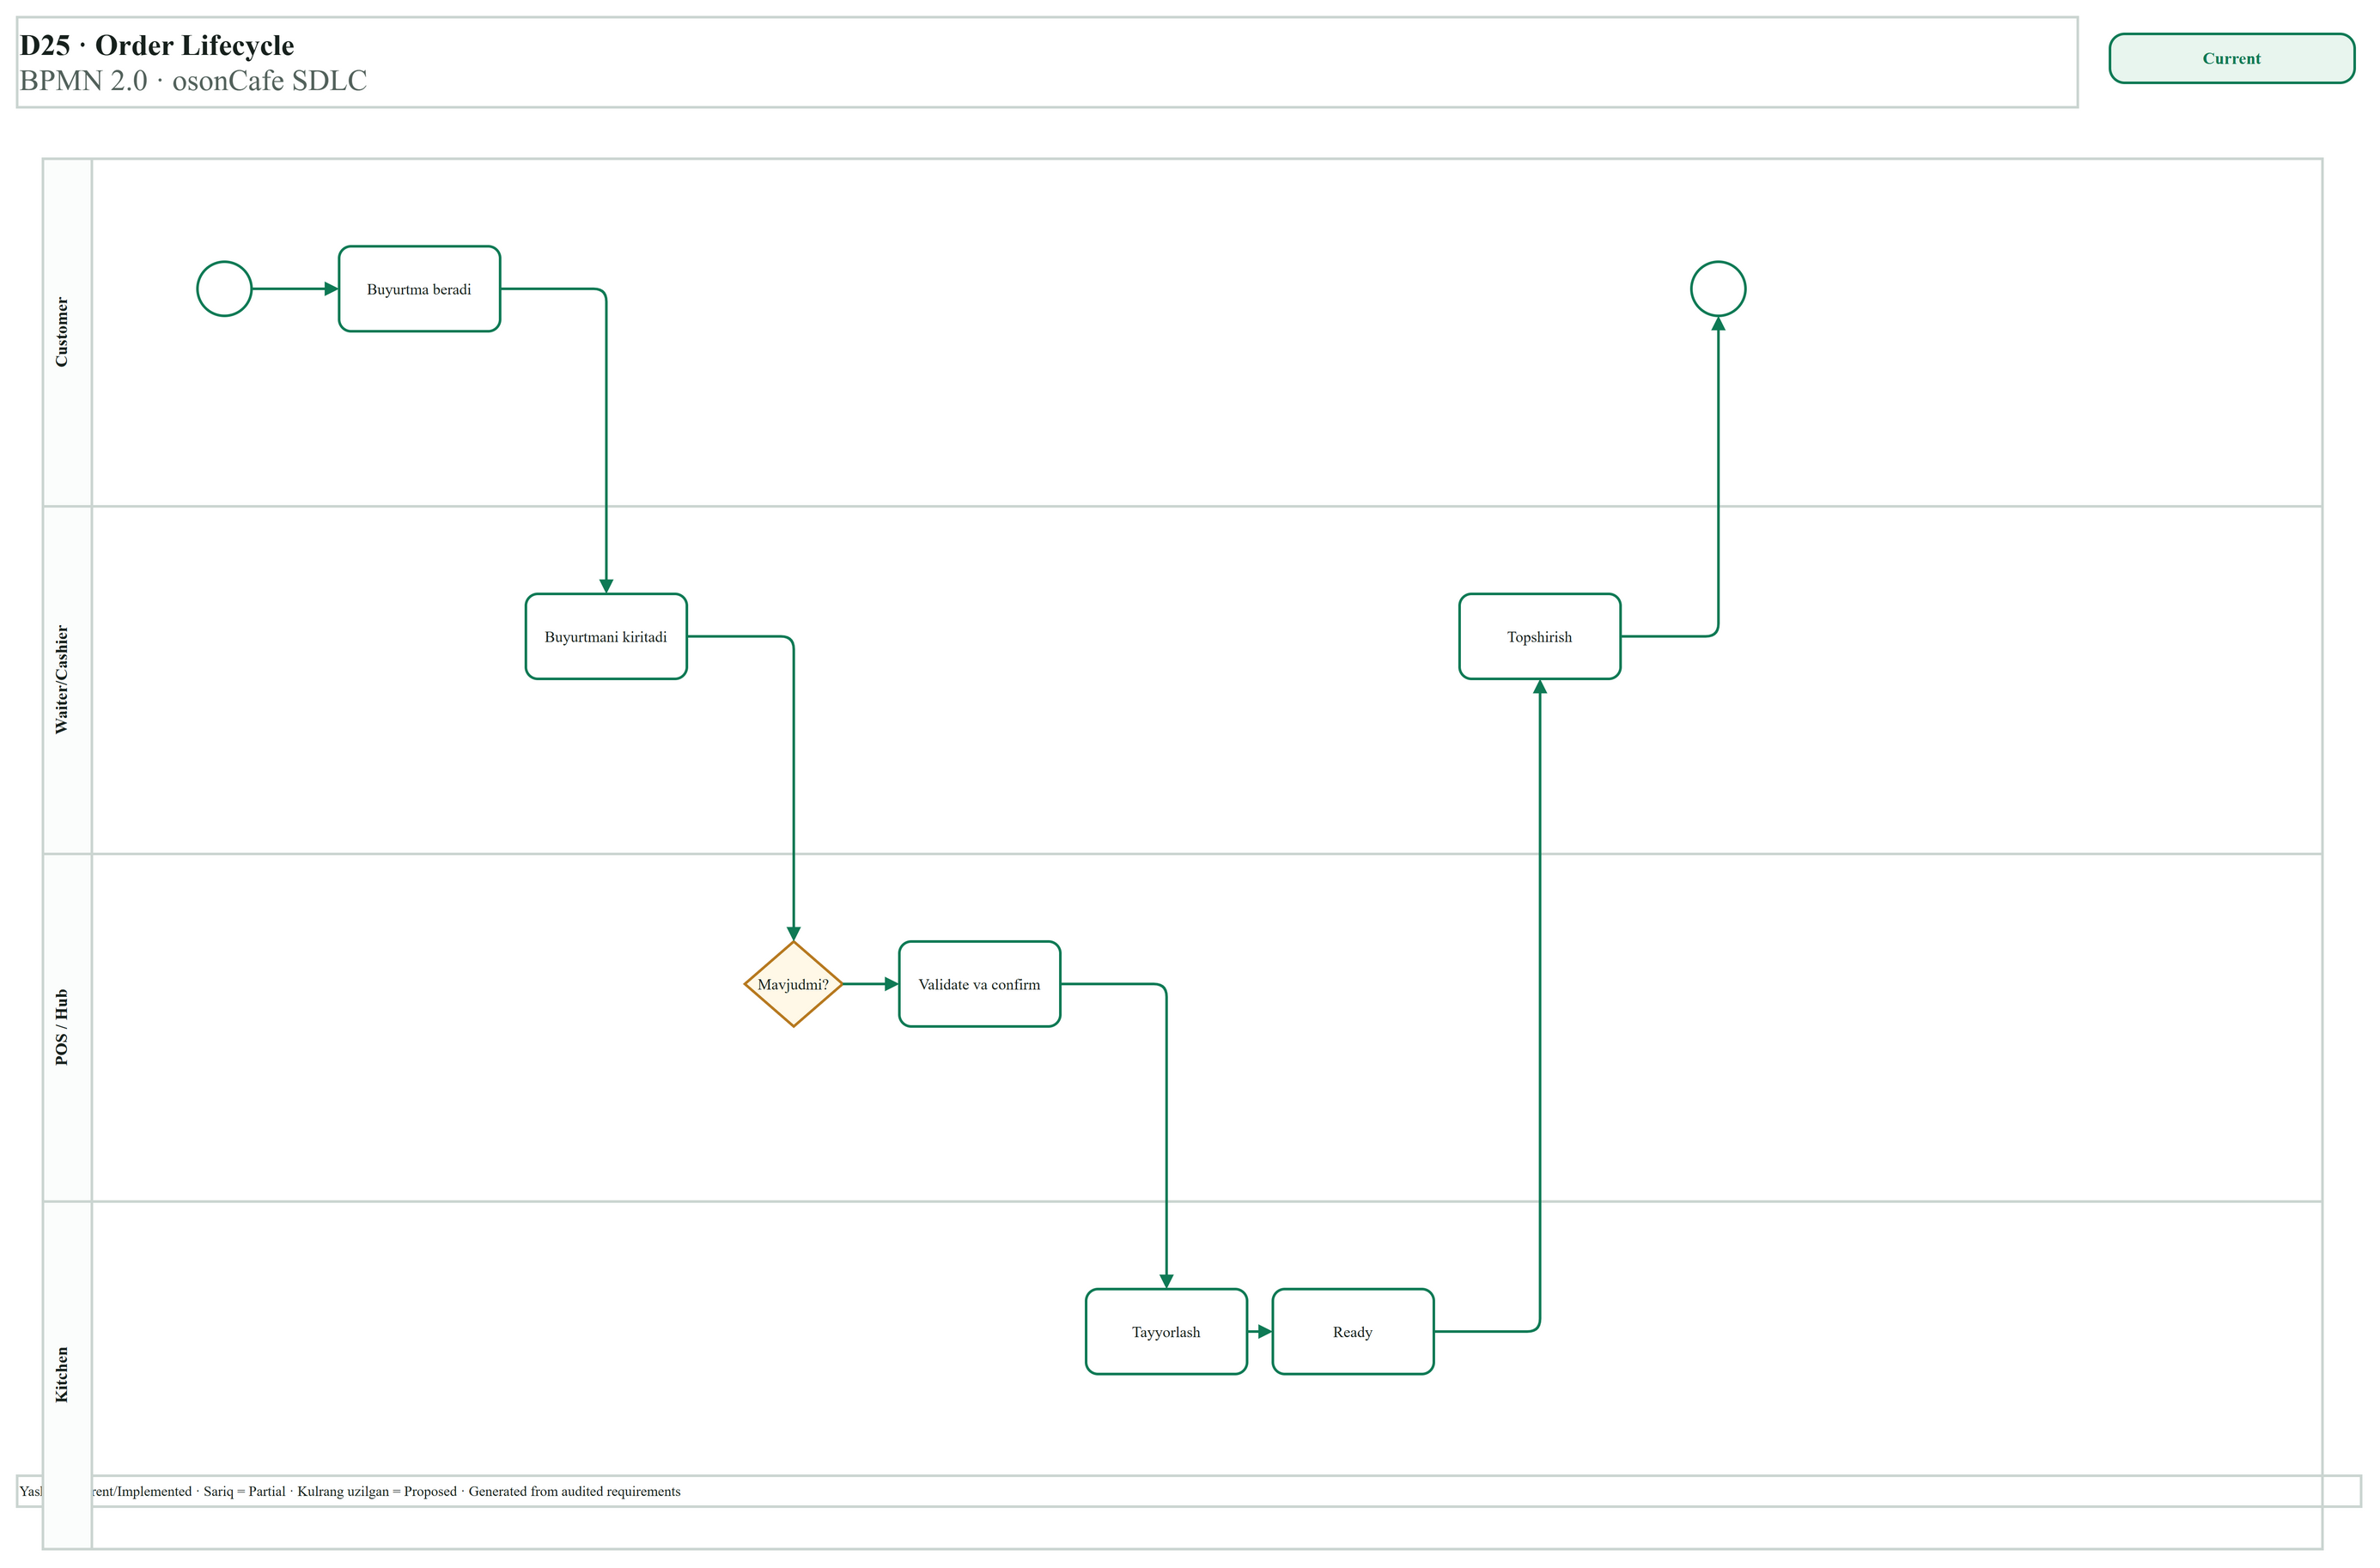 D25 · Order Lifecycle
BPMN 2.0 · osonCafe SDLC
Current
Customer
Buyurtma beradi
Waiter/Cashier
Buyurtmani kiritadi
Topshirish
POS / Hub
Mavjudmi?
Validate va confirm
Kitchen
Tayyorlash
Ready
rent/Implemented · Sariq = Partial · Kulrang uzilgan = Proposed · Generated from audited requirements